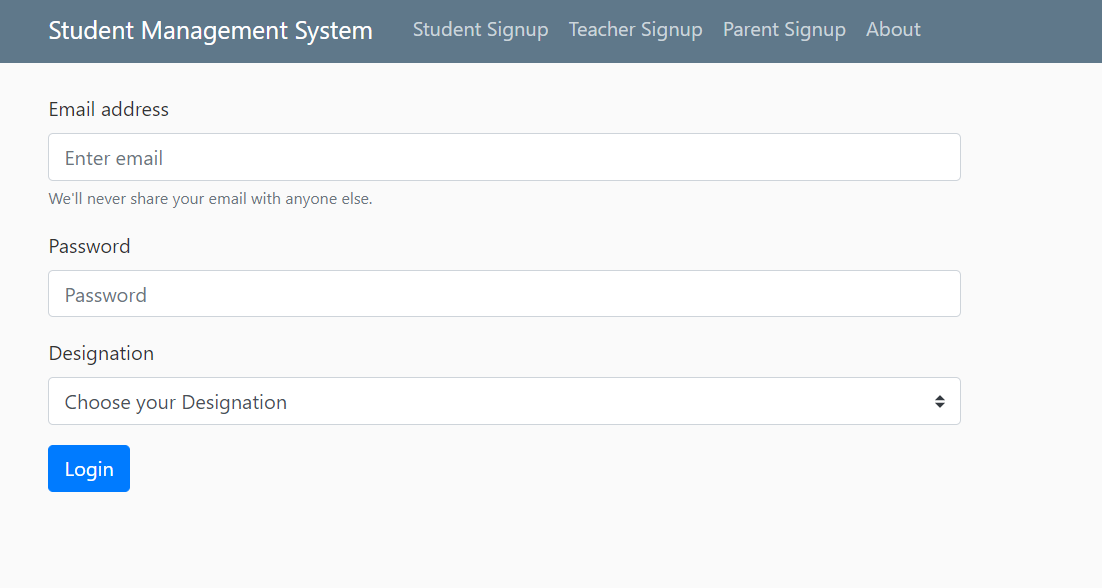 Student Management System Student Signup Teacher Signup Parent Signup About
Email address
Enter email
We'll never share your email with anyone else.
Password
Password
Designation
Choose your Designation
Login